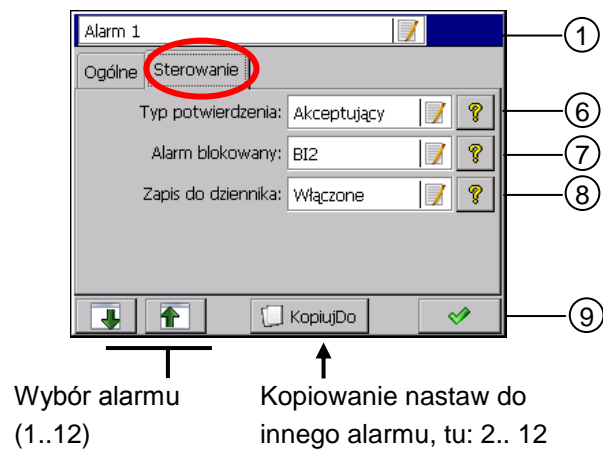 Alarm 1
1
Ogólne Sterowanie
Typ potwierdzenia: Akceptujący ? 6
Alarm blokowany: BI2 ? 7
Zapis do dziennika: Włączone ? 8
KopiujDo 9
Wybór alarmu
(1..12)
Kopiowanie nastaw do
innego alarmu, tu: 2.. 12